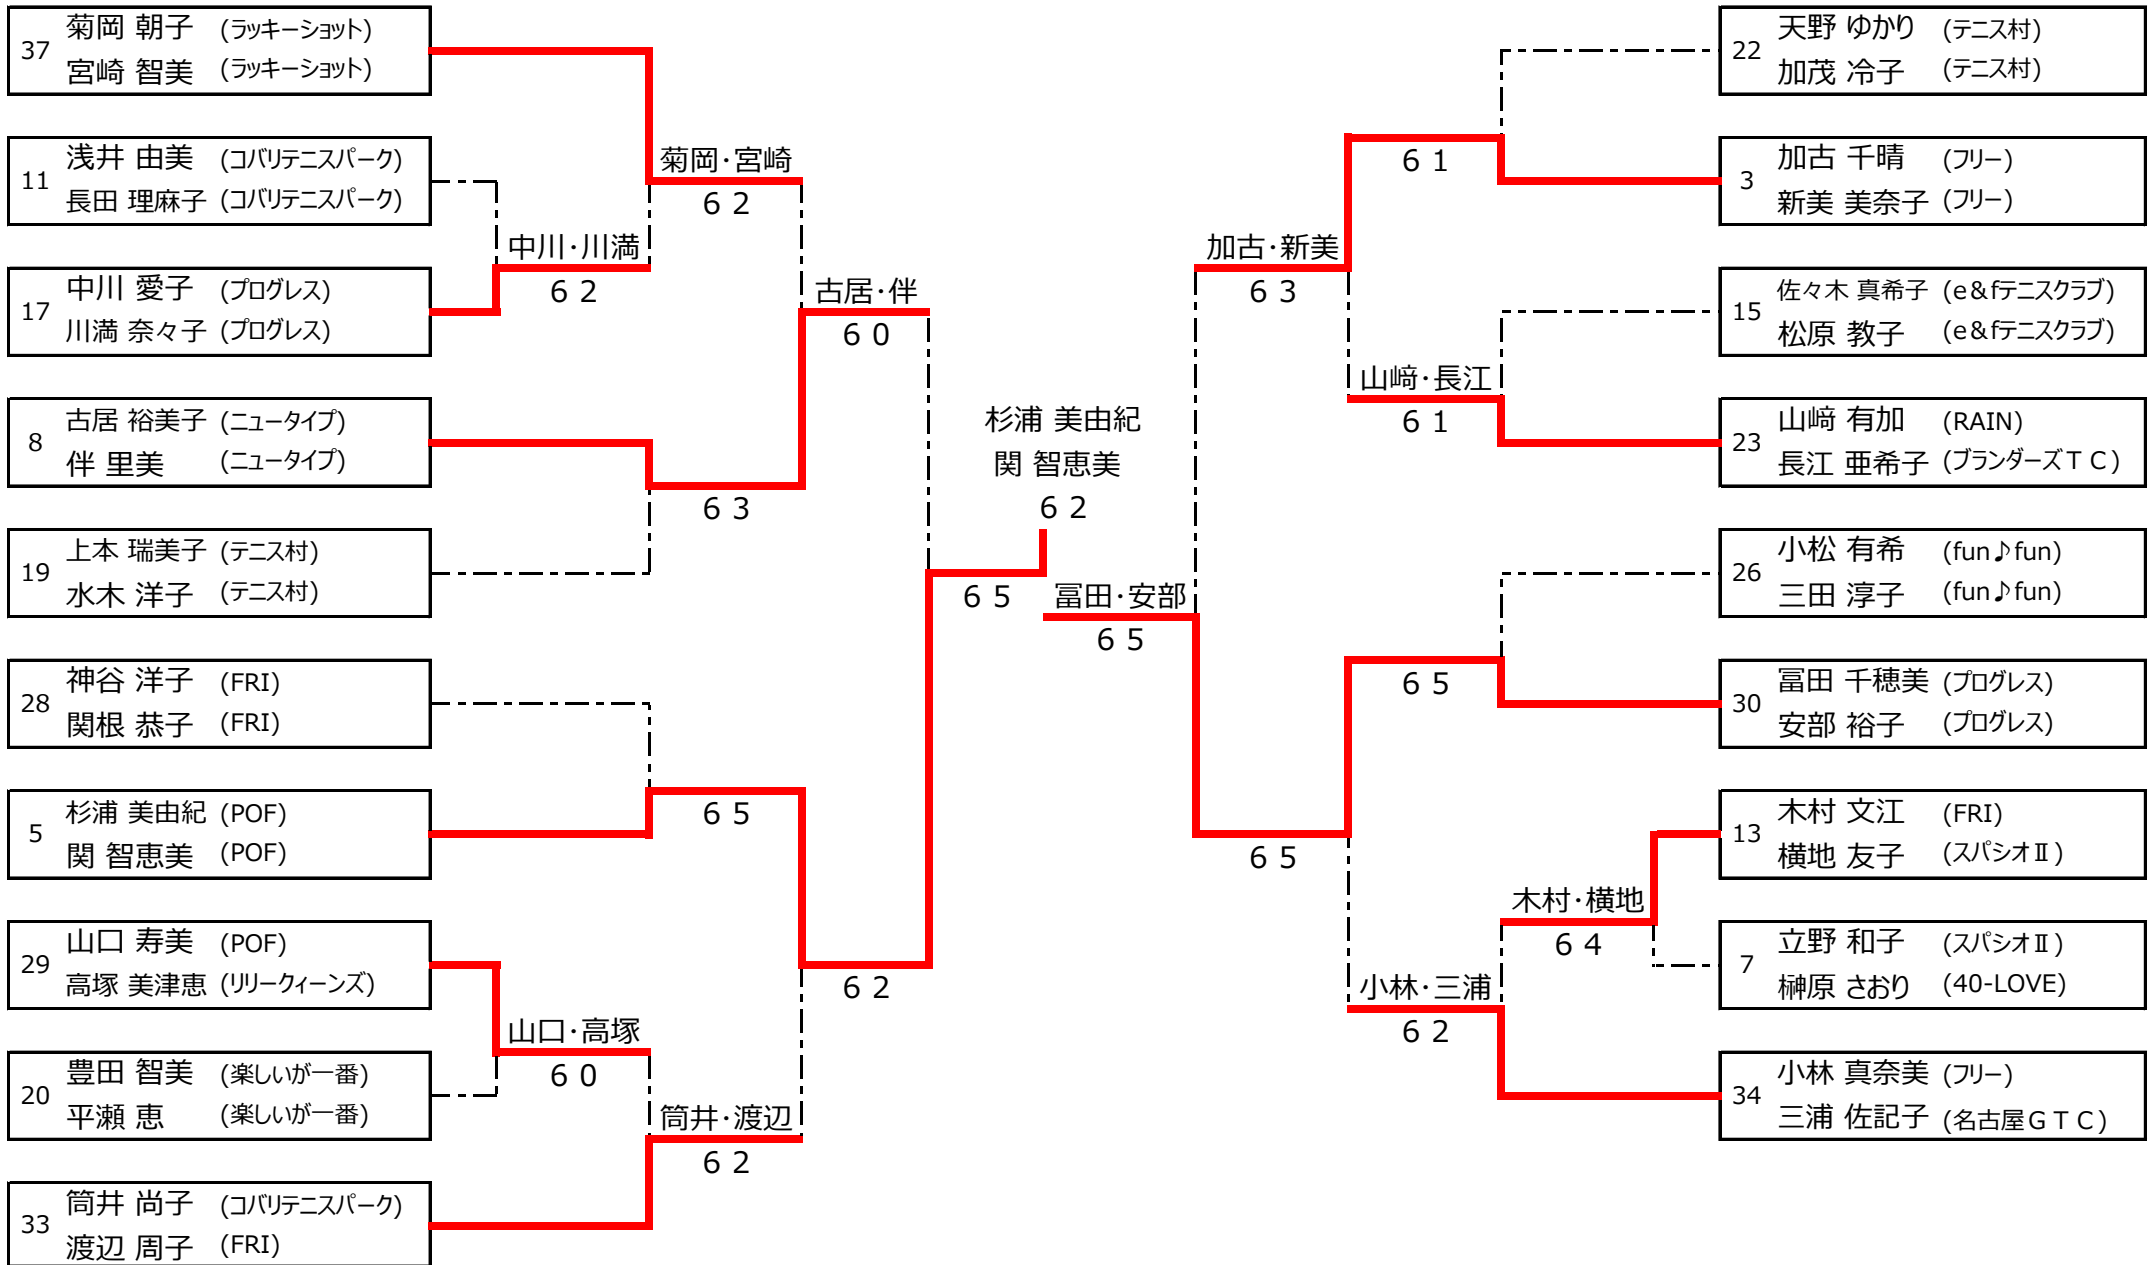 37
菊岡 朝子 (ラッキーショット)
宮崎 智美 (ラッキーショット)
11
浅井 由美 (コバリテニスパーク)
長田 理麻子 (コバリテニスパーク)
17
中川 愛子 (プログレス)
川満 奈々子 (プログレス)
8
古居 裕美子 (ニュータイプ)
伴 里美 (ニュータイプ)
19
上本 瑞美子 (テニス村)
水木 洋子 (テニス村)
28
神谷 洋子 (FRI)
関根 恭子 (FRI)
5
杉浦 美由紀 (POF)
関 智恵美 (POF)
29
山口 寿美 (POF)
高塚 美津恵 (リリークィーンズ)
20
豊田 智美 (楽しいが一番)
平瀬 恵 (楽しいが一番)
33
筒井 尚子 (コバリテニスパーク)
渡辺 周子 (FRI)
中川・川満
6 2
山口・高塚
6 0
菊岡・宮崎
6 2
6 3
6 5
筒井・渡辺
6 2
古居・伴
6 0
6 2
6 5
杉浦 美由紀
関 智恵美
6 2
冨田・安部
6 5
加古・新美
6 3
6 5
6 1
山﨑・長江
6 1
6 5
小林・三浦
6 2
木村・横地
6 4
22
天野 ゆかり (テニス村)
加茂 冷子 (テニス村)
3
加古 千晴 (フリー)
新美 美奈子 (フリー)
15
佐々木 真希子 (e&fテニスクラブ)
松原 教子 (e&fテニスクラブ)
23
山﨑 有加 (RAIN)
長江 亜希子 (ブランダーズＴＣ)
26
小松 有希 (fun♪fun)
三田 淳子 (fun♪fun)
30
冨田 千穂美 (プログレス)
安部 裕子 (プログレス)
13
木村 文江 (FRI)
横地 友子 (スパシオⅡ)
7
立野 和子 (スパシオⅡ)
榊原 さおり (40-LOVE)
34
小林 真奈美 (フリー)
三浦 佐記子 (名古屋ＧＴＣ)